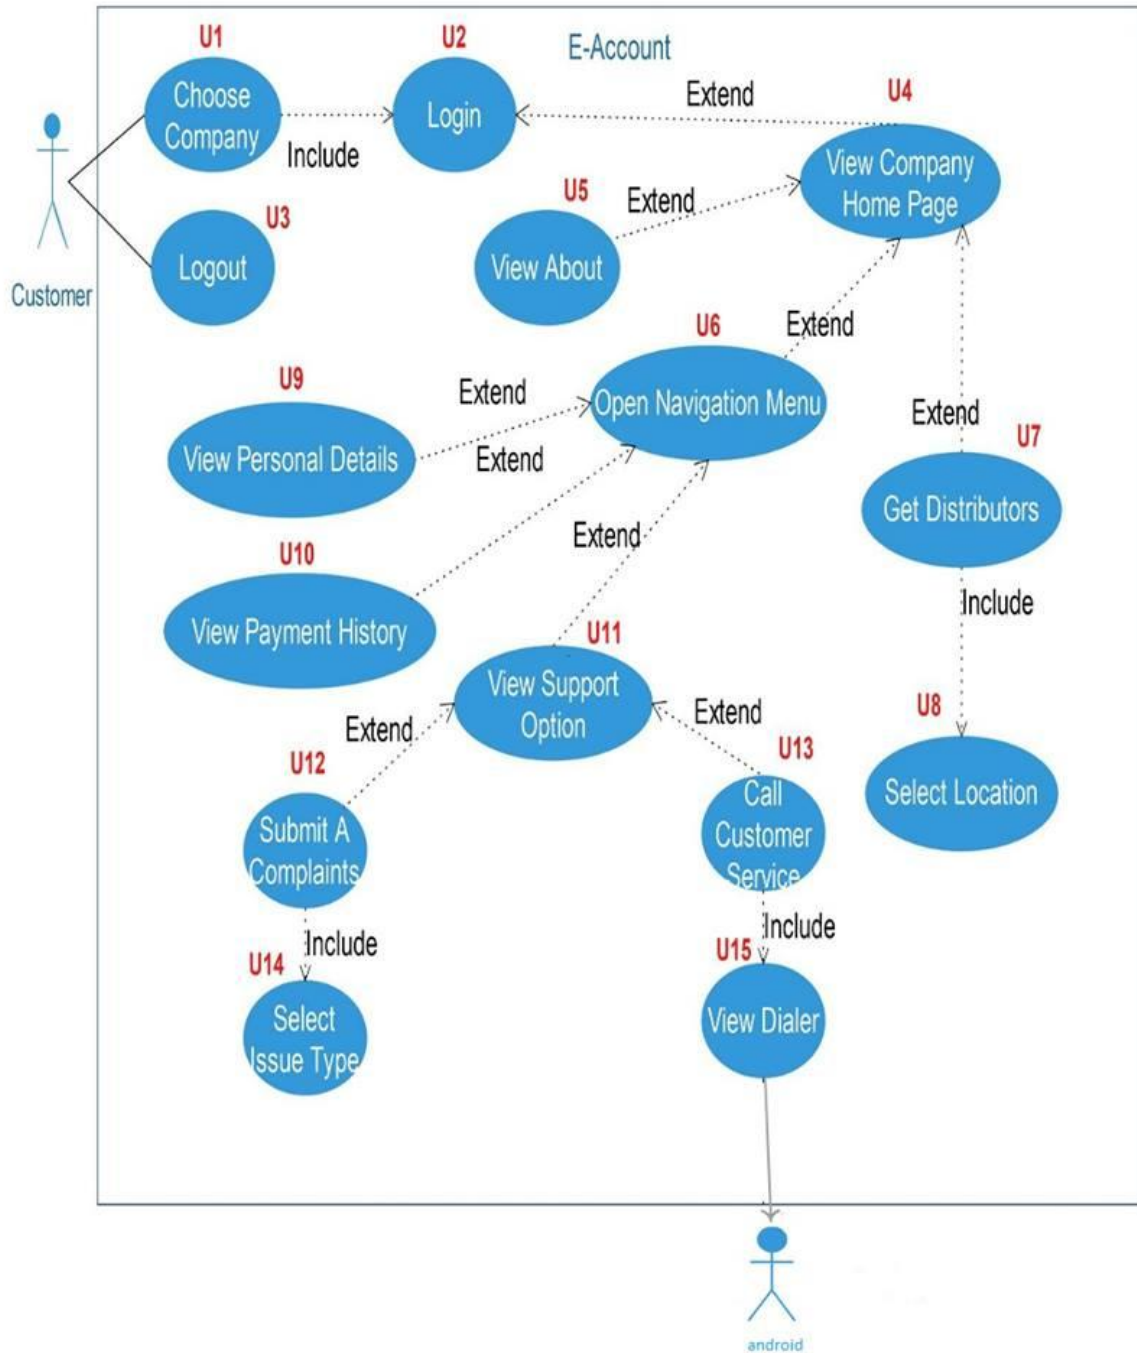 U1
U2
E-Account
Choose
Company
Login
Extend
U4
Include
View Company
Home Page
U5
Extend
U3
Logout
View About
Customer
U6
Extend
U9
Extend
Open Navigation Menu
Extend
U7
View Personal Details
Extend
Get Distributors
Extend
U10
View Payment History
Include
U11
View Support
Option
Extend
Extend
U8
U12
U13
Select Location
Submit A
Complaints
Call
Customer
Service
Include
Include
U14
U15
Select
Issue Type
View Dialer
android